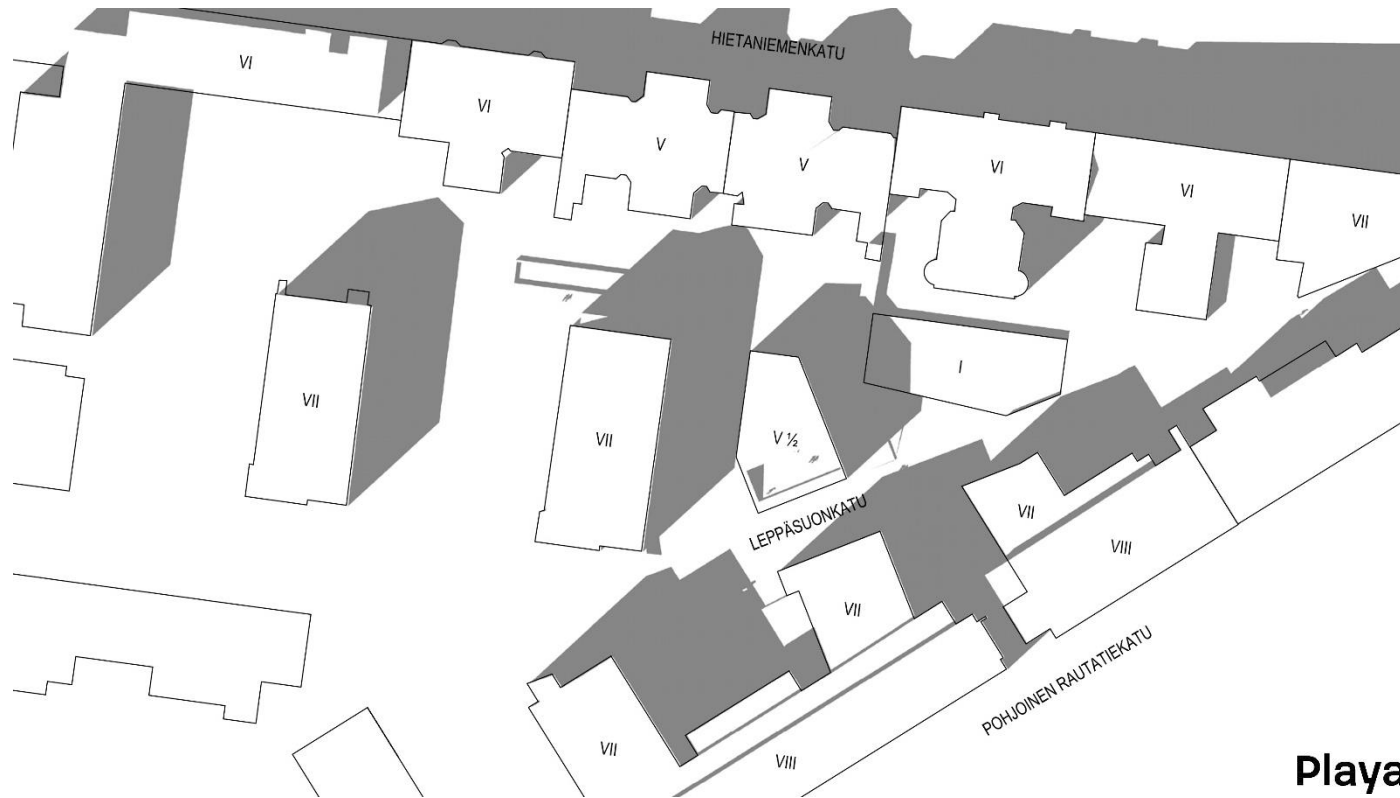 HIETANIEMENKATU
VI
VI
V
V
VI
VI
VII
VII
VII
V ½
I
LEPPÄSUONKATU
VII
VIII
VII
VII
VIII
POHJOINEN RAUTATIEKATU
Playa